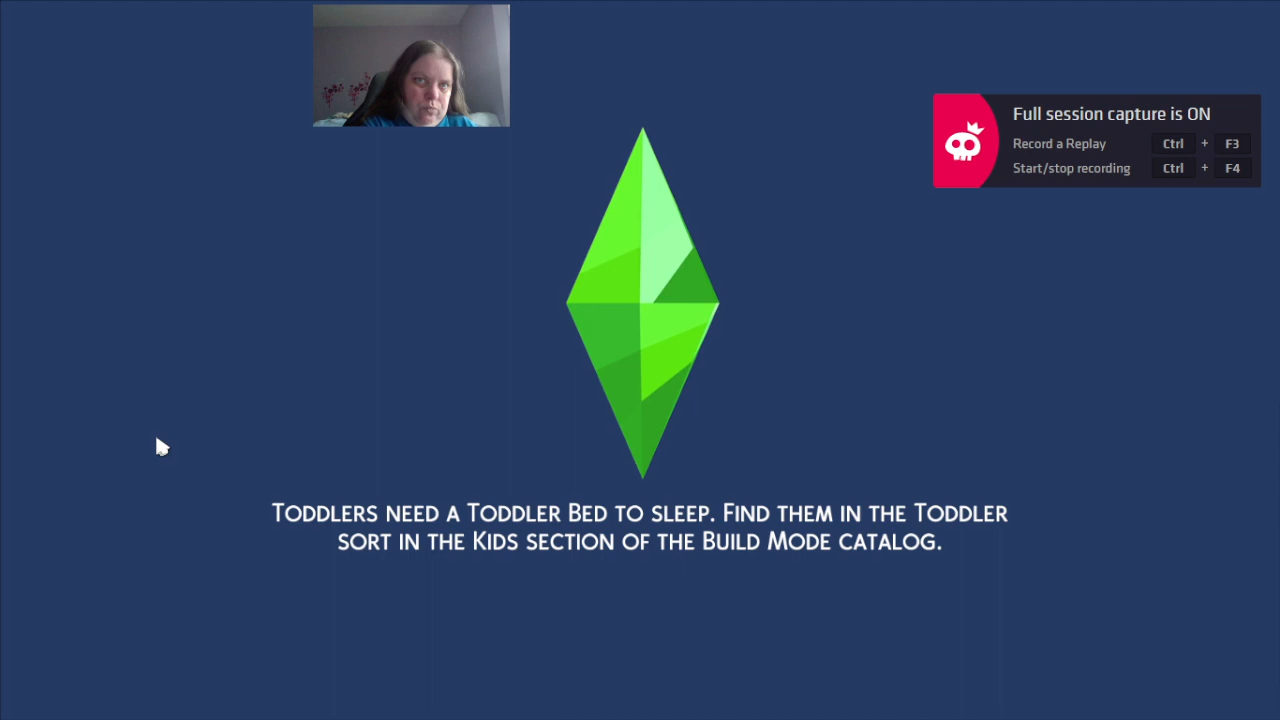 Full session capture is ON
Record a Replay Ctrl + F3
Start/stop recording Ctrl + F4
TODDLERS NEED A TODDLER BED TO SLEEP. FIND THEM IN THE TODDLER
SORT IN THE KIDS SECTION OF THE BUILD MODE CATALOG.